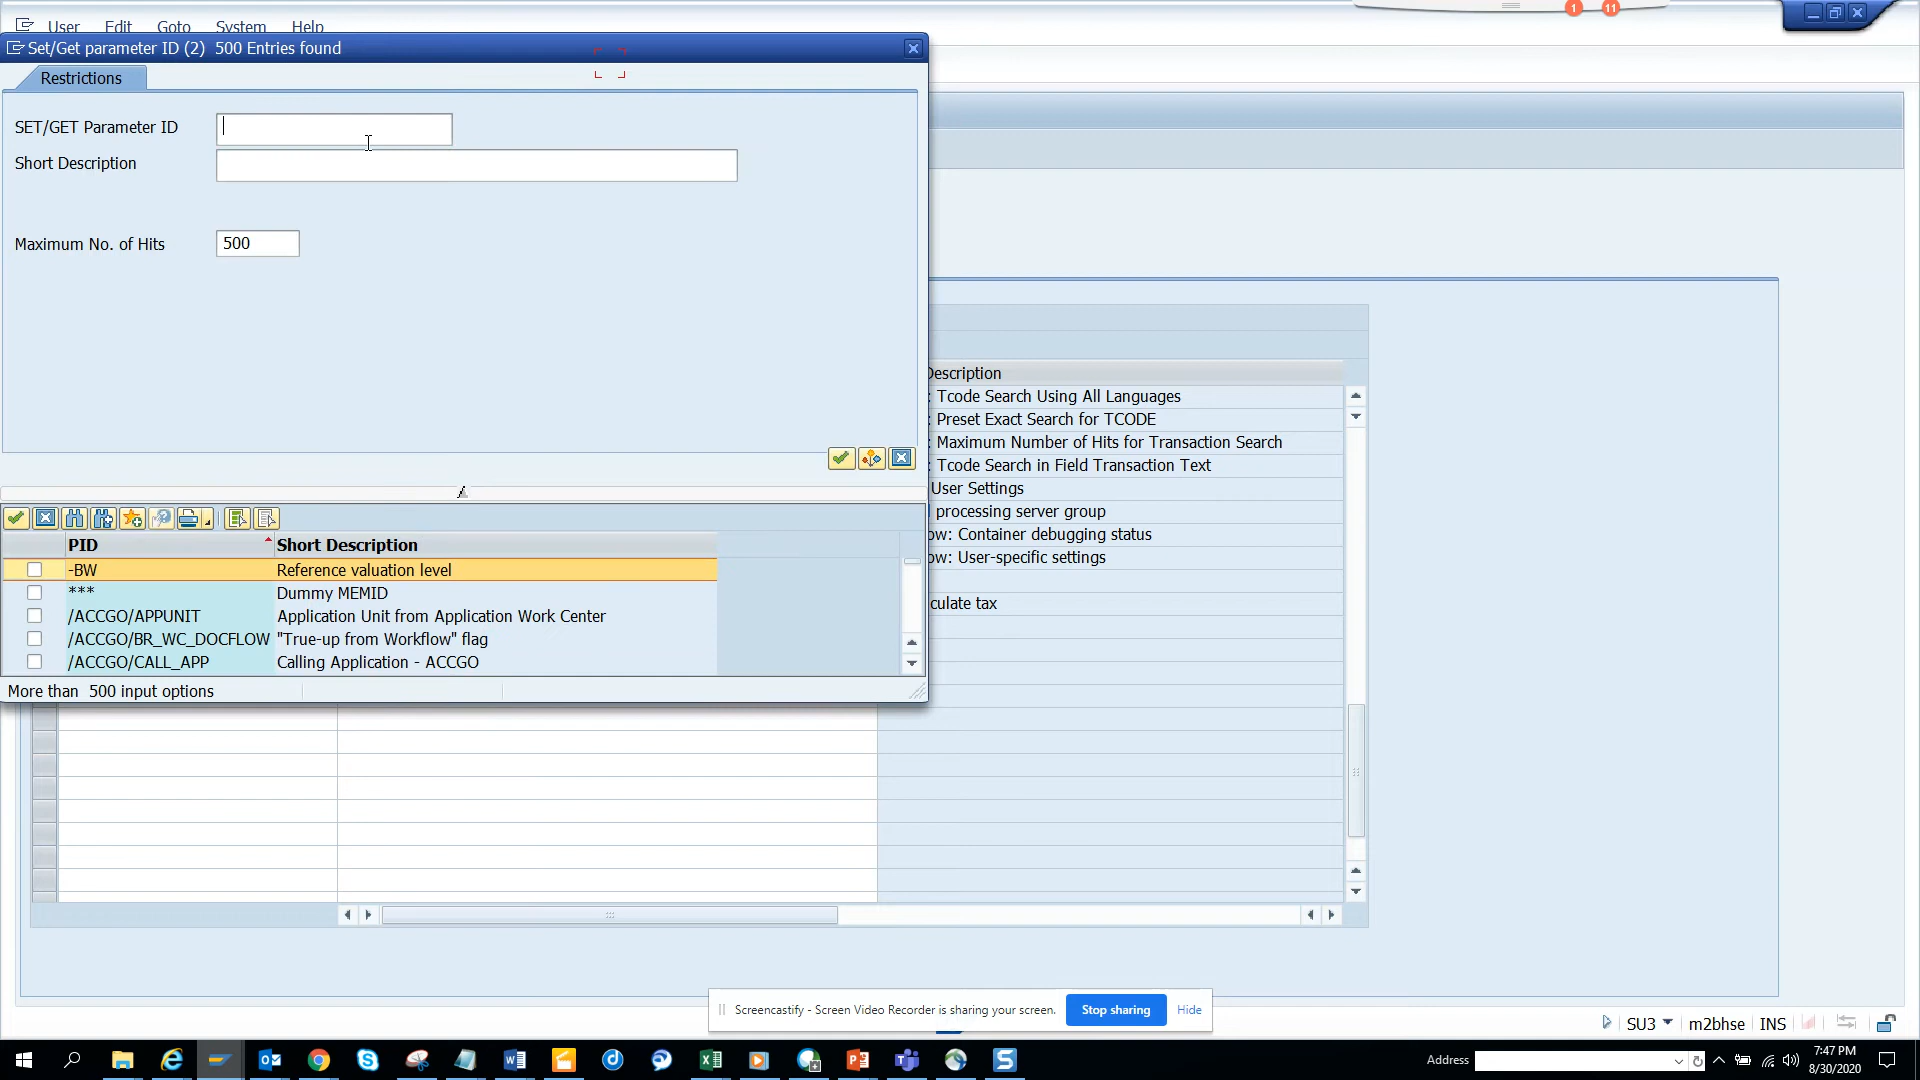 User Edit Goto System Help
1 11
Set/Get parameter ID (2) 500 Entries found
Restrictions
SET/GET Parameter ID
Short Description
Maximum No. of Hits 500
Description
: Tcode Search Using All Languages
: Preset Exact Search for TCODE
: Maximum Number of Hits for Transaction Search
: Tcode Search in Field Transaction Text
User Settings
processing server group
ow: Container debugging status
ow: User-specific settings
culate tax
PID Short Description
-BW Reference valuation level
*** Dummy MEMID
/ACCGO/APPUNIT Application Unit from Application Work Center
/ACCGO/BR_WC_DOCFLOW "True-up from Workflow" flag
/ACCGO/CALL_APP Calling Application - ACCGO
More than 500 input options
Screencastify - Screen Video Recorder is sharing your screen. Stop sharing Hide
SU3 m2bhse INS
Address
7:47 PM
8/30/2020